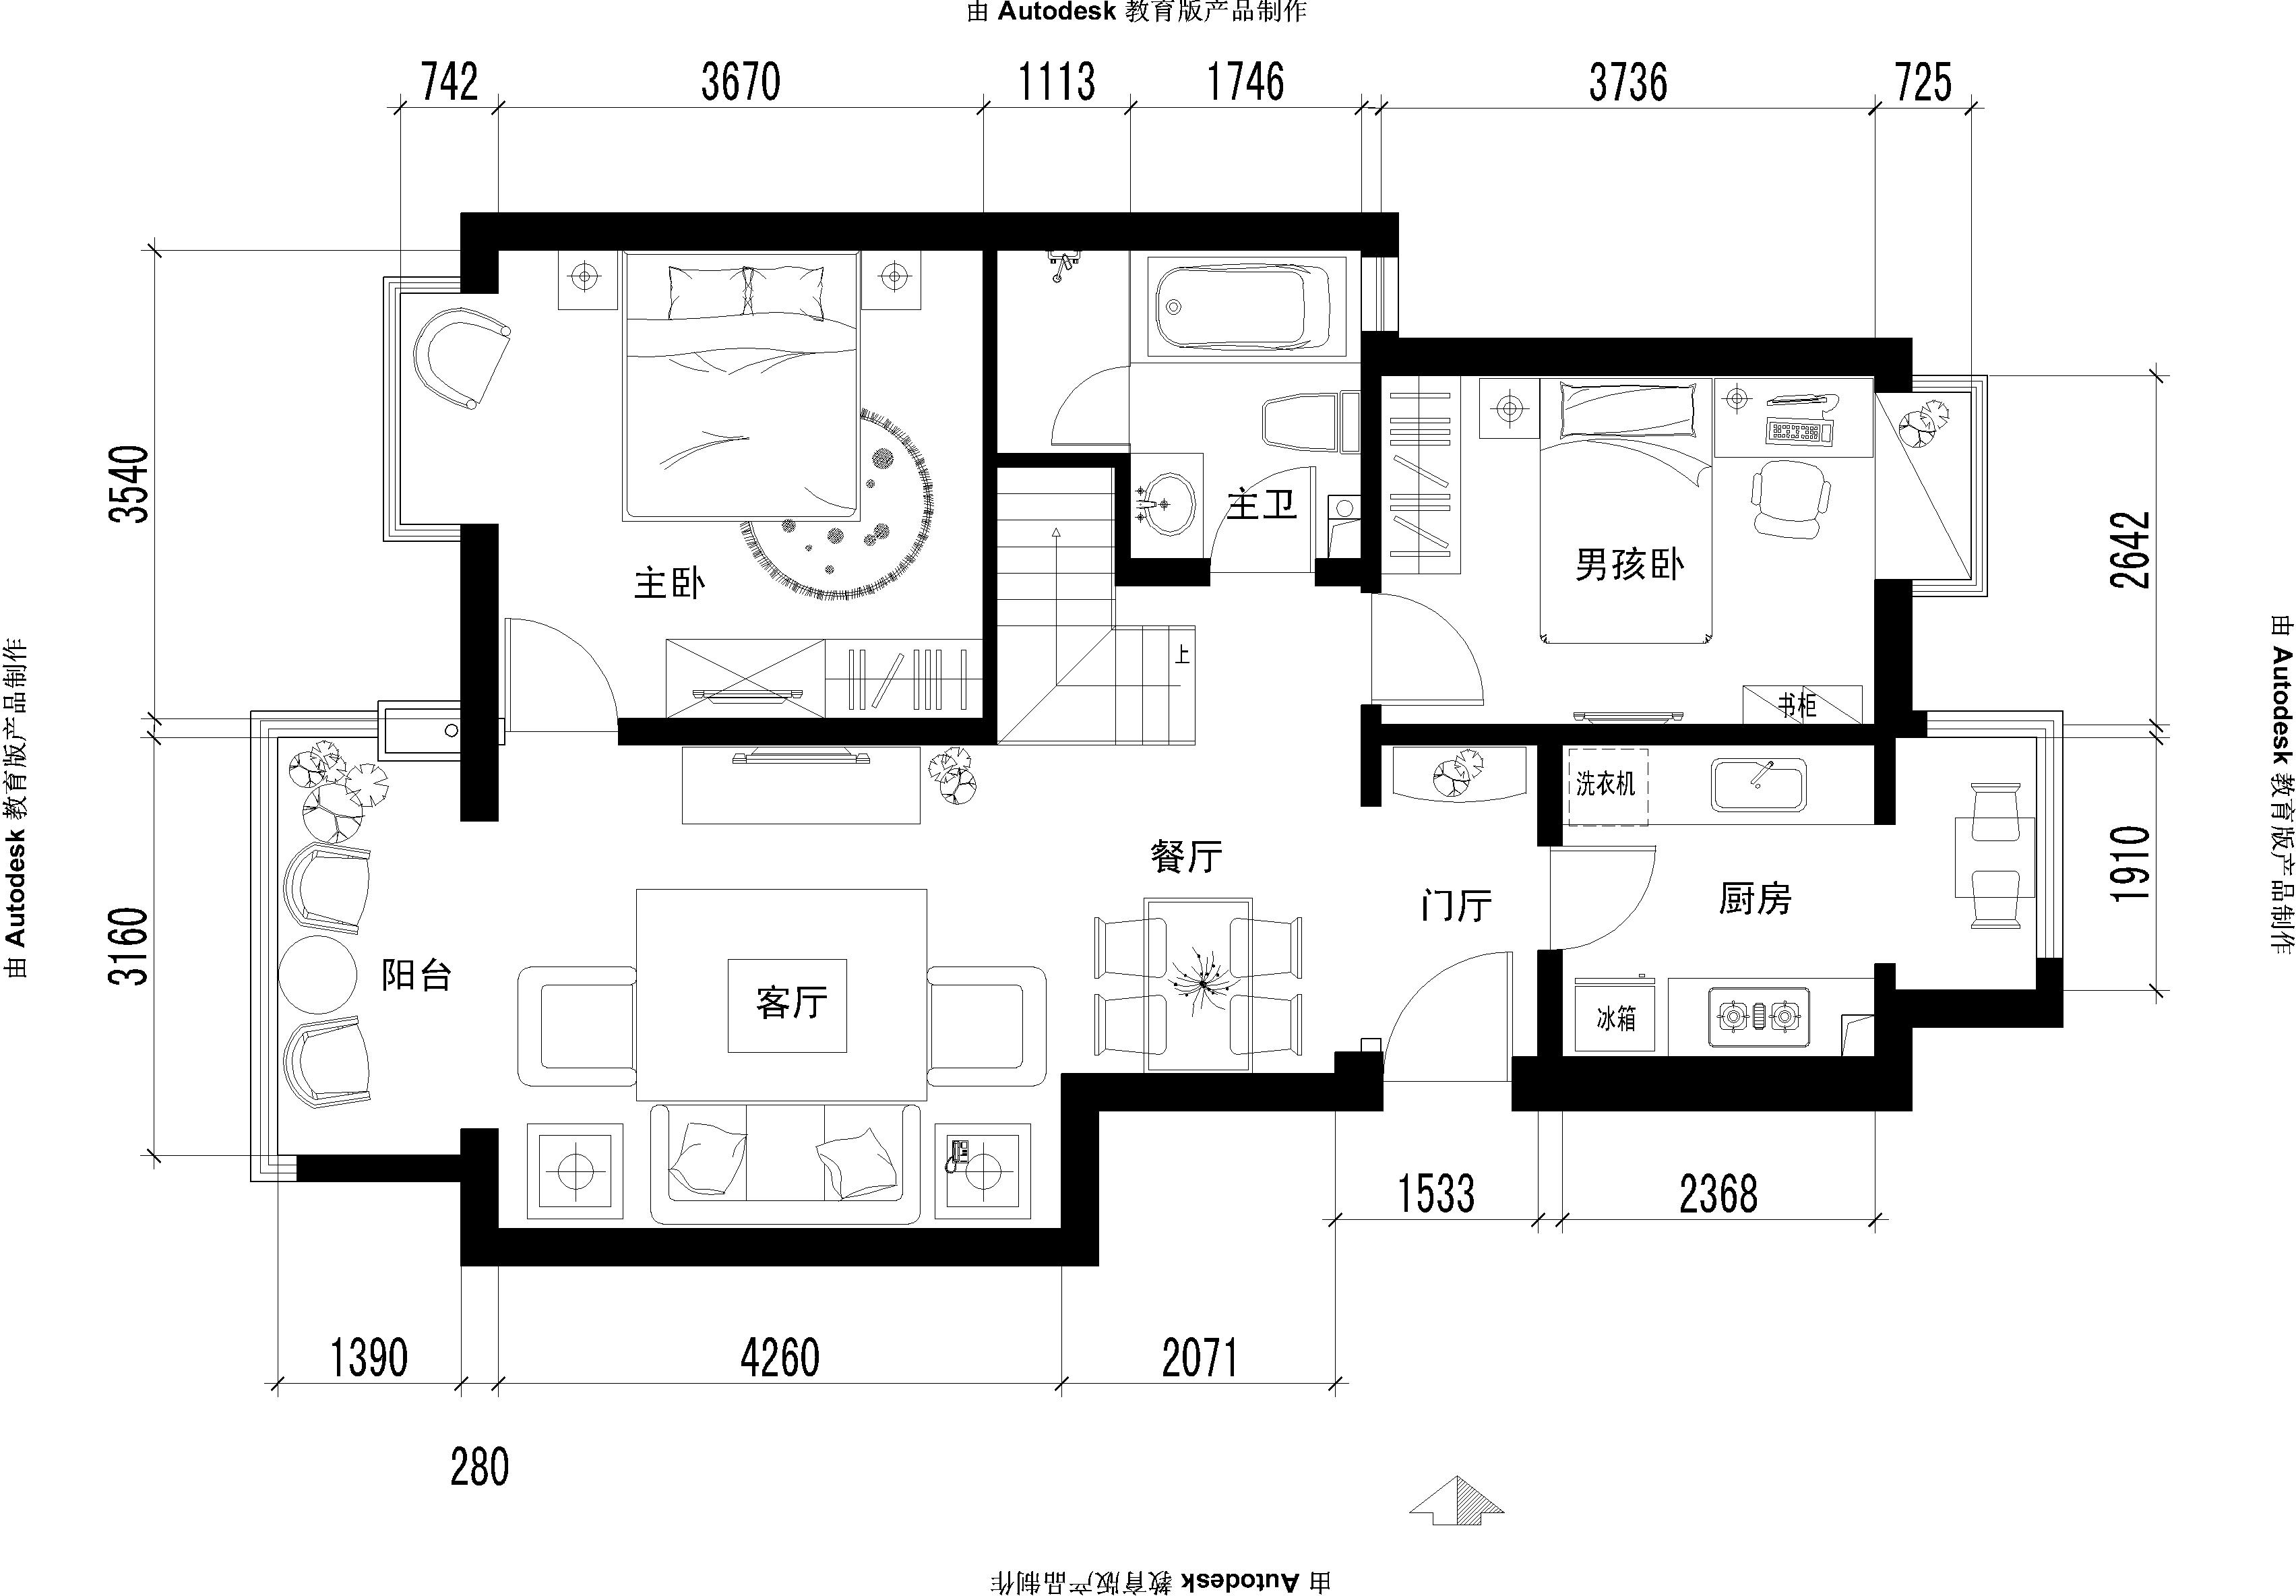 由 Autodesk 教育版产品制作
742
3670
1113
1746
3736
725
3540
主卫
2642
男孩卧
主卧
上
书柜
由 Autodesk 教育版产品制作
由 Autodesk 教育版产品制作
洗衣机
餐厅
1910
厨房
门厅
3160
阳台
客厅
冰箱
1533
2368
1390
4260
2071
280
由 Autodesk 教育版产品制作